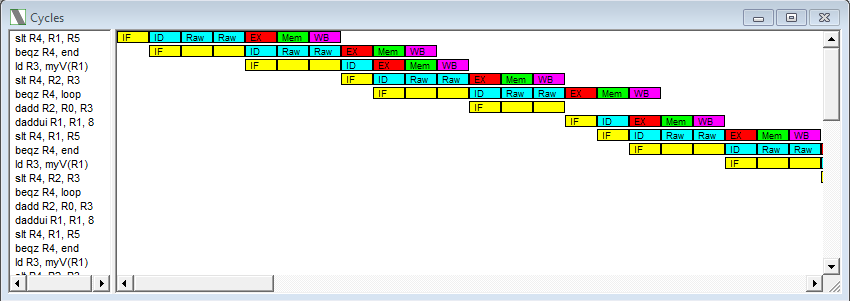 Cycles
slt R4, R1, R5 IF ID Raw Raw EX Mem WB
beqz R4, end IF ID Raw Raw EX Mem WB
ld R3, myV(R1) IF ID EX Mem WB
slt R4, R2, R3 IF ID Raw Raw EX Mem WB
beqz R4, loop IF ID Raw Raw EX Mem WB
dadd R2, R0, R3 IF
daddui R1, R1, 8 IF ID EX Mem WB
slt R4, R1, R5 IF ID Raw Raw EX Mem WB
beqz R4, end IF ID Raw Raw
ld R3, myV(R1) IF
slt R4, R2, R3
beqz R4, loop
dadd R2, R0, R3
daddui R1, R1, 8
slt R4, R1, R5
beqz R4, end
ld R3, myV(R1)
slt R4, R2, R3